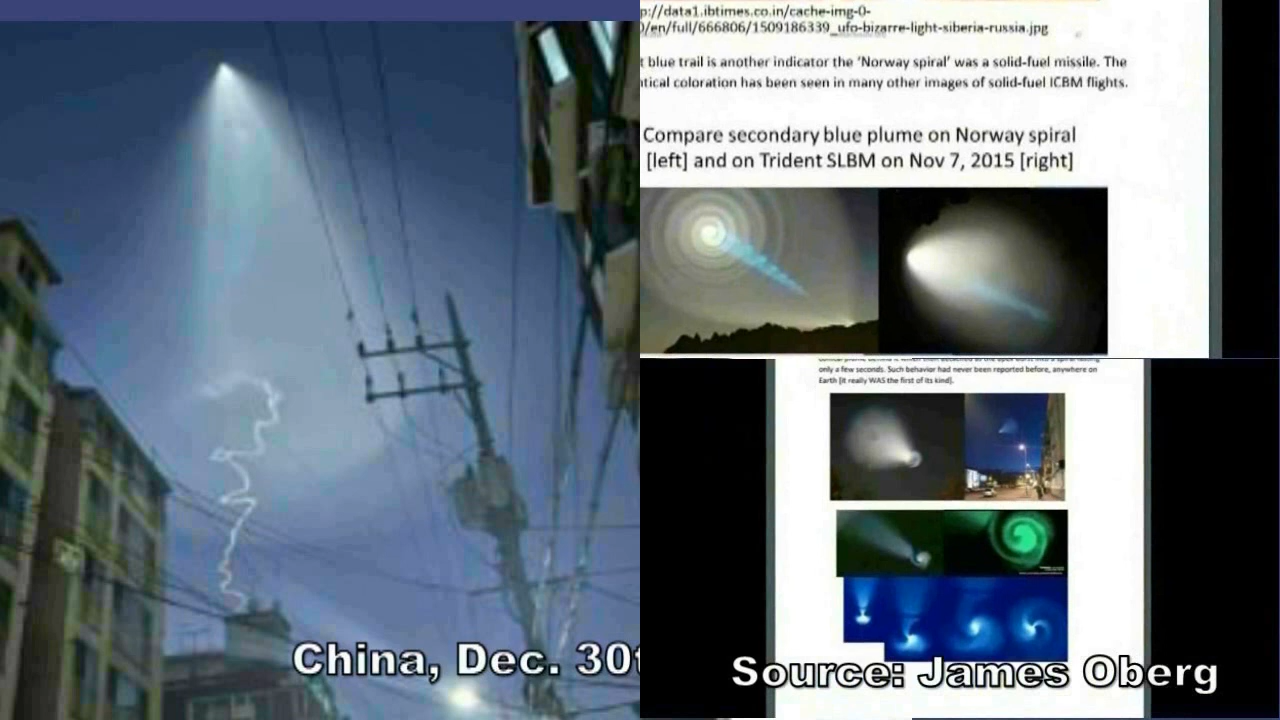 China, Dec. 30t
p://data1.ibtimes.co.in/cache-img-0-
)/en/full/666806/1509186339_ufo-bizarre-light-siberia-russia.jpg
t blue trail is another indicator the ‘Norway spiral’ was a solid-fuel missile. The
ntical coloration has been seen in many other images of solid-fuel ICBM flights.
Compare secondary blue plume on Norway spiral
[left] and on Trident SLBM on Nov 7, 2015 [right]
only a few seconds. Such behavior had never been reported before, anywhere on
Earth [it really WAS the first of its kind].
Source: James Oberg